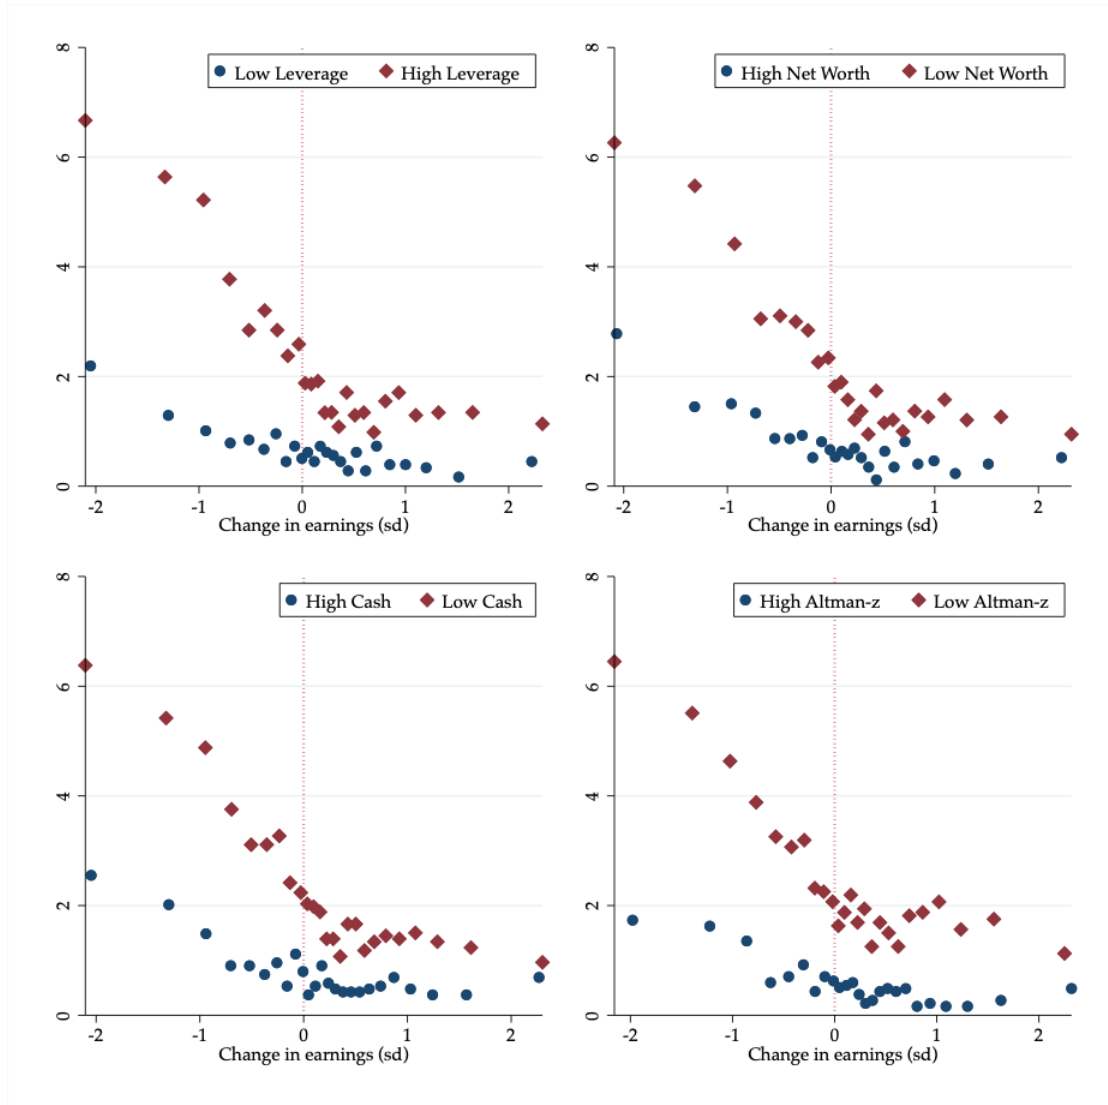 Low Leverage High Leverage
8
6
4
2
0
-2 -1 0 1 2
Change in earnings (sd)
High Net Worth Low Net Worth
8
6
4
2
0
-2 -1 0 1 2
Change in earnings (sd)
High Cash Low Cash
8
6
4
2
0
-2 -1 0 1 2
Change in earnings (sd)
High Altman-z Low Altman-z
8
6
4
2
0
-2 -1 0 1 2
Change in earnings (sd)